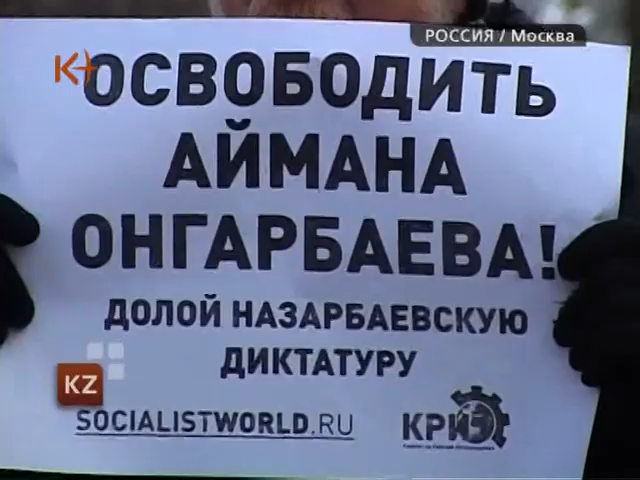 РОССИЯ / Москва
K+
ОСВОБОДИТЬ
АЙМАНА
ОНГАРБАЕВА!
ДОЛОЙ НАЗАРБАЕВСКУЮ
ДИКТАТУРУ
KZ
SOCIALISTWORLD.RU
КРИ